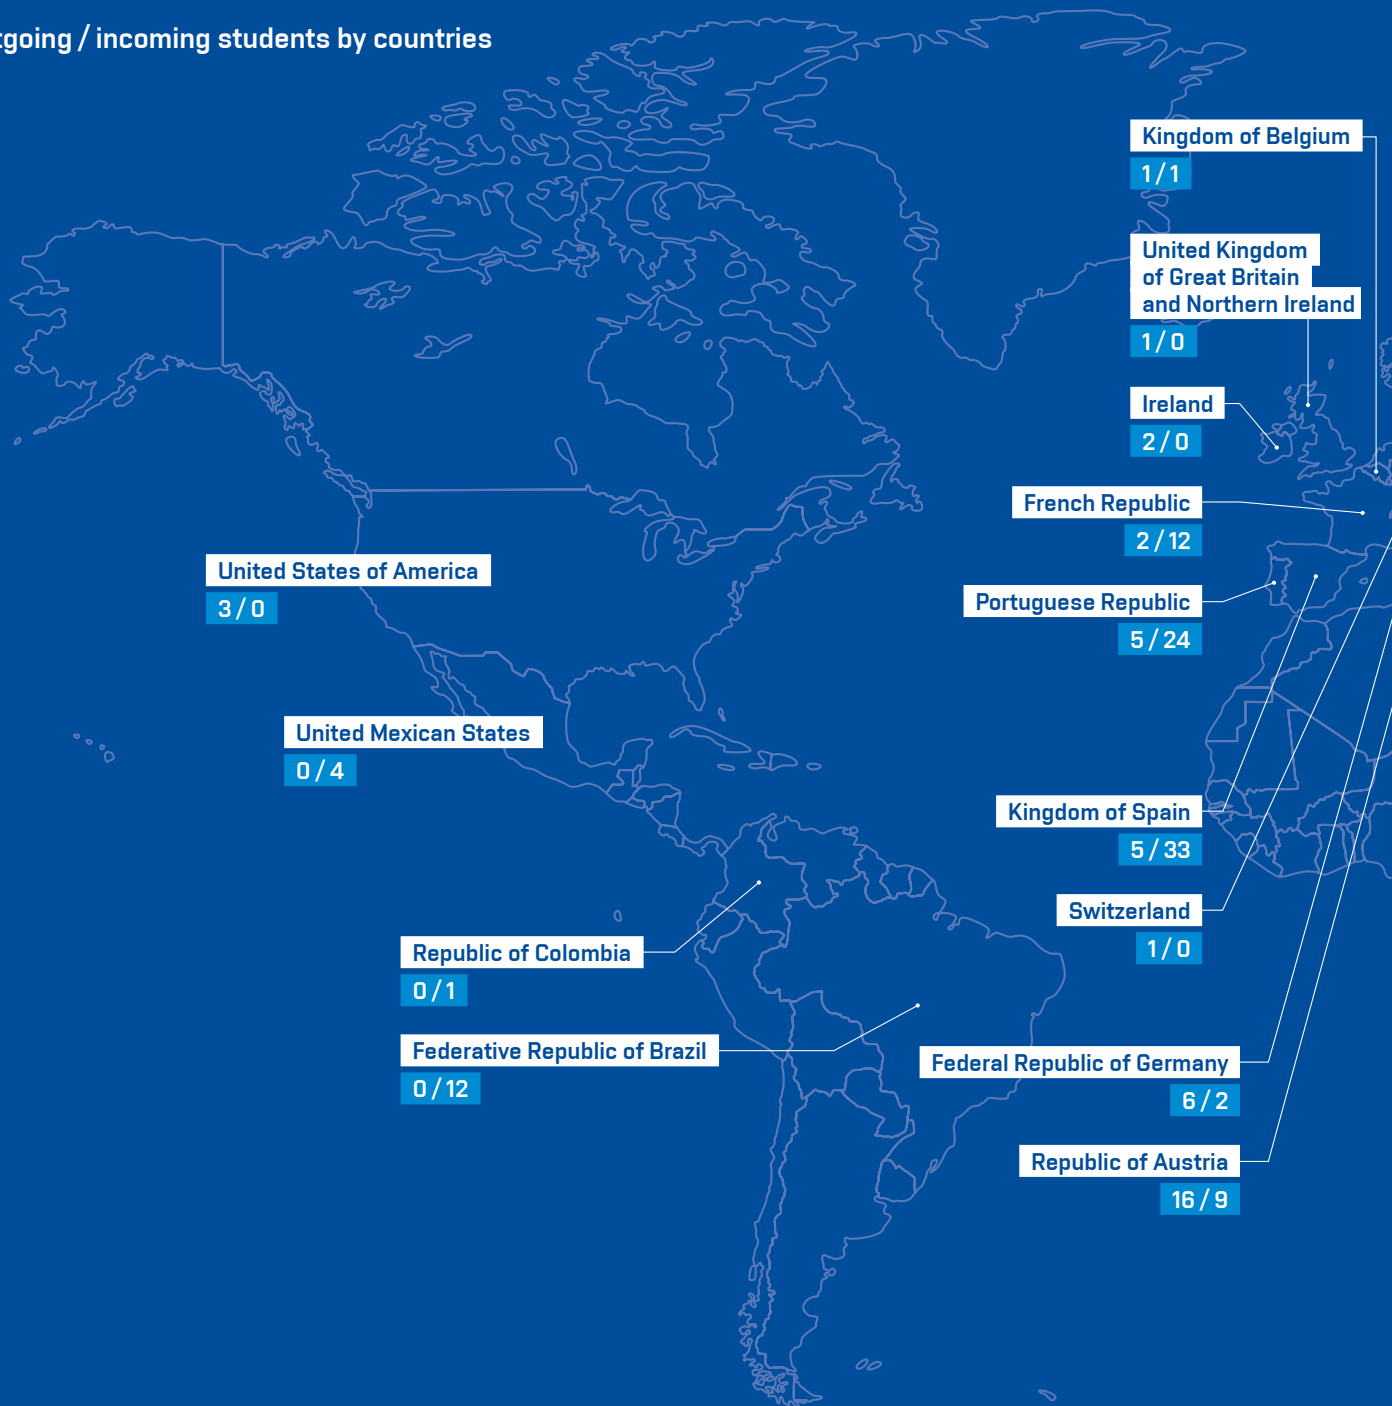 going / incoming students by countries
Kingdom of Belgium
1 / 1
United Kingdom
of Great Britain
and Northern Ireland
1 / 0
Ireland
2 / 0
French Republic
2 / 12
United States of America
3 / 0
Portuguese Republic
5 / 24
United Mexican States
0 / 4
Kingdom of Spain
5 / 33
Switzerland
1 / 0
Republic of Colombia
0 / 1
Federative Republic of Brazil
0 / 12
Federal Republic of Germany
6 / 2
Republic of Austria
16 / 9